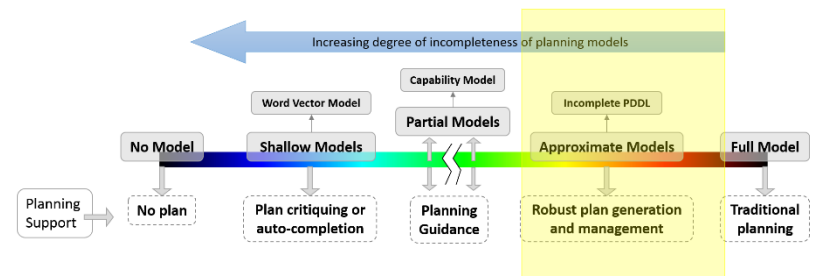 Increasing degree of incompleteness of planning models
Capability Model
Word Vector Model
Incomplete PDDL
Partial Models
No Model
Shallow Models
Approximate Models
Full Model
Planning
Support
No plan
Plan critiquing or
auto-completion
Planning
Guidance
Robust plan generation
and management
Traditional
planning